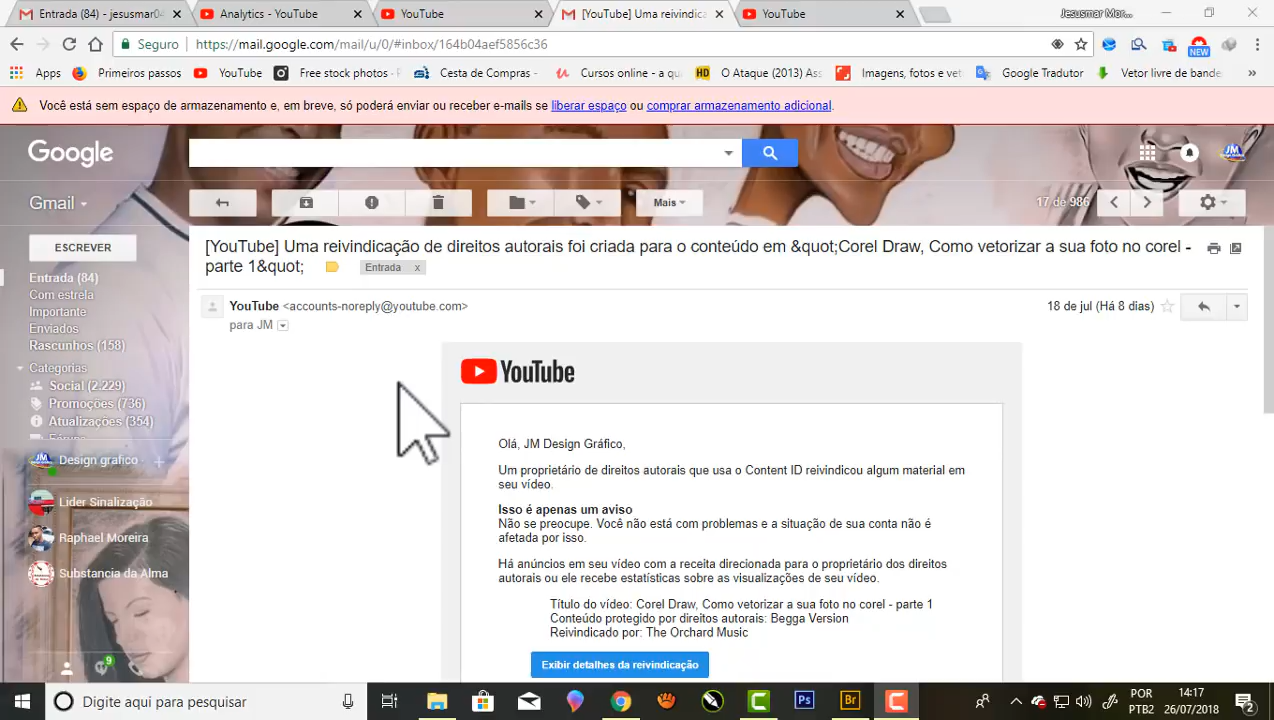 Entrada (84) - jesusmar04
Analytics - YouTube
YouTube
[YouTube] Uma reivindica
YouTube
Jesusmar Mor...
Seguro
https://mail.google.com/mail/u/0/#inbox/164b04aef5856c36
NEW
Apps
Primeiros passos
YouTube
Free stock photos
Cesta de Compras -
Cursos online - a qu
HD O Ataque (2013) Ass
Imagens, fotos e vet
Google Tradutor
Vetor livre de bande
Você está sem espaço de armazenamento e, em breve, só poderá enviar ou receber e-mails se liberar espaço ou comprar armazenamento adicional.
Google
Gmail
Mais
17 de 986
ESCREVER
[YouTube] Uma reivindicação de direitos autorais foi criada para o conteúdo em &quot;Corel Draw, Como vetorizar a sua foto no corel -
parte 1&quot;
Entrada x
Entrada (84)
Com estrela
Importante
Enviados
Rascunhos (158)
Categorias
Social (2.229)
Promoções (736)
Atualizações (354)
Design grafico
Lider Sinalização
Raphael Moreira
Substancia da Alma
9
YouTube <accounts-noreply@youtube.com>
para JM
18 de jul (Há 8 dias)
YouTube
Olá, JM Design Gráfico,
Um proprietário de direitos autorais que usa o Content ID reivindicou algum material em
seu vídeo.
Isso é apenas um aviso
Não se preocupe. Você não está com problemas e a situação de sua conta não é
afetada por isso.
Há anúncios em seu vídeo com a receita direcionada para o proprietário dos direitos
autorais ou ele recebe estatísticas sobre as visualizações de seu vídeo.
Título do vídeo: Corel Draw, Como vetorizar a sua foto no corel - parte 1
Conteúdo protegido por direitos autorais: Begga Version
Reivindicado por: The Orchard Music
Exibir detalhes da reivindicação
Digite aqui para pesquisar
Ps
Br
POR
PTB2
14:17
26/07/2018
2